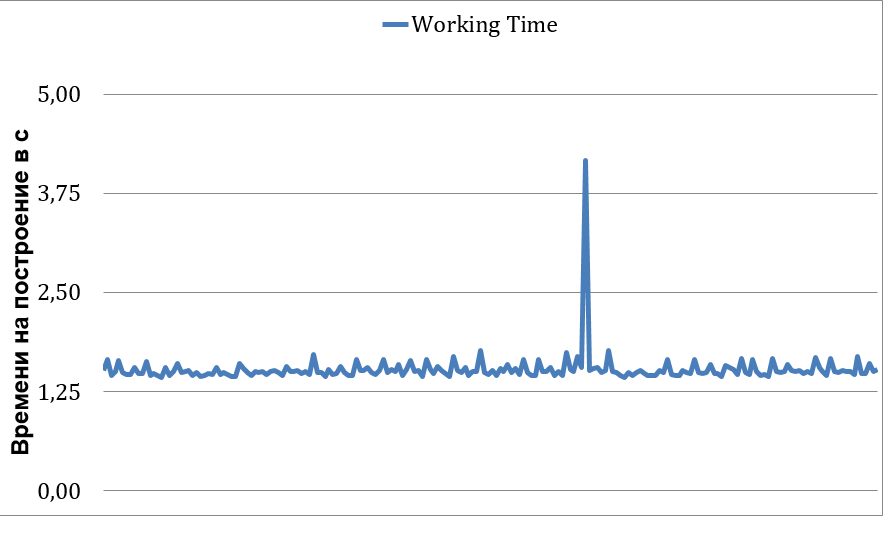 Working Time
5,00
3,75
2,50
1,25
0,00
Времени на построение в с